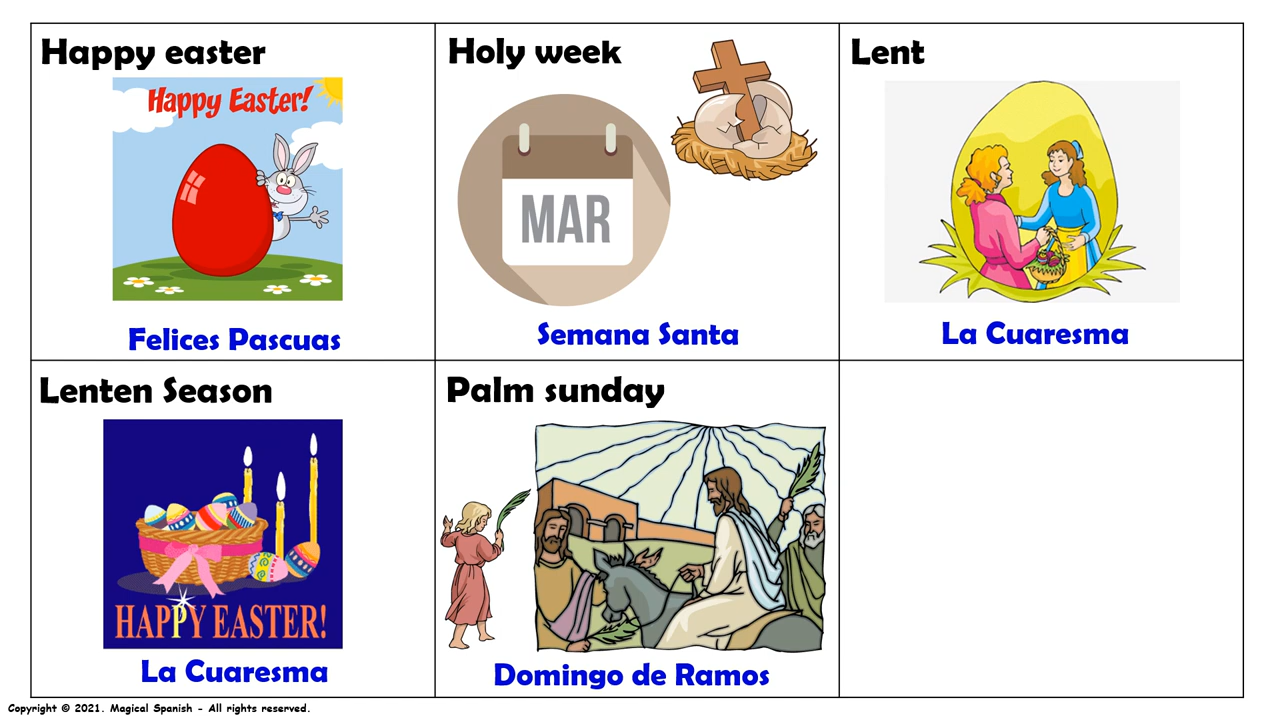 Happy easter
Happy Easter!
Felices Pascuas
Holy week
MAR
Semana Santa
Lent
La Cuaresma
Lenten Season
HAPPY EASTER!
La Cuaresma
Palm sunday
Domingo de Ramos
Copyright © 2021. Magical Spanish - All rights reserved.